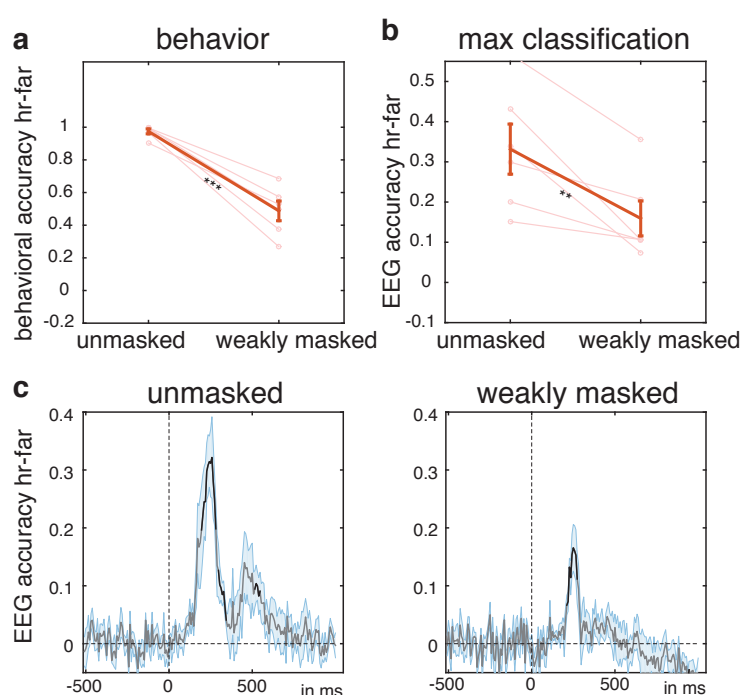 a
behavior
behavioral accuracy hr-far
1
0.8
0.6
0.4
0.2
0
-0.2
***
unmasked
weakly masked
b
max classification
EEG accuracy hr-far
0.5
0.4
0.3
0.2
0.1
0
-0.1
**
unmasked
weakly masked
c
unmasked
EEG accuracy hr-far
0.4
0.3
0.2
0.1
0
-500
0
500
in ms
weakly masked
0.4
0.3
0.2
0.1
0
-500
0
500
in ms